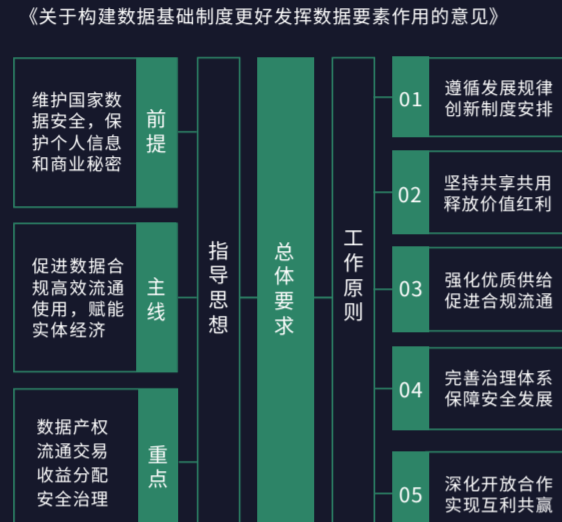 《关于构建数据基础制度更好发挥数据要素作用的意见》
维护国家数
据安全，保
护个人信息
和商业秘密
前提
促进数据合
规高效流通
使用，赋能
实体经济
主线
数据产权
流通交易
收益分配
安全治理
重点
指导思想
总体要求
工作原则
01
遵循发展规律
创新制度安排
02
坚持共享共用
释放价值红利
03
强化优质供给
促进合规流通
04
完善治理体系
保障安全发展
05
深化开放合作
实现互利共赢